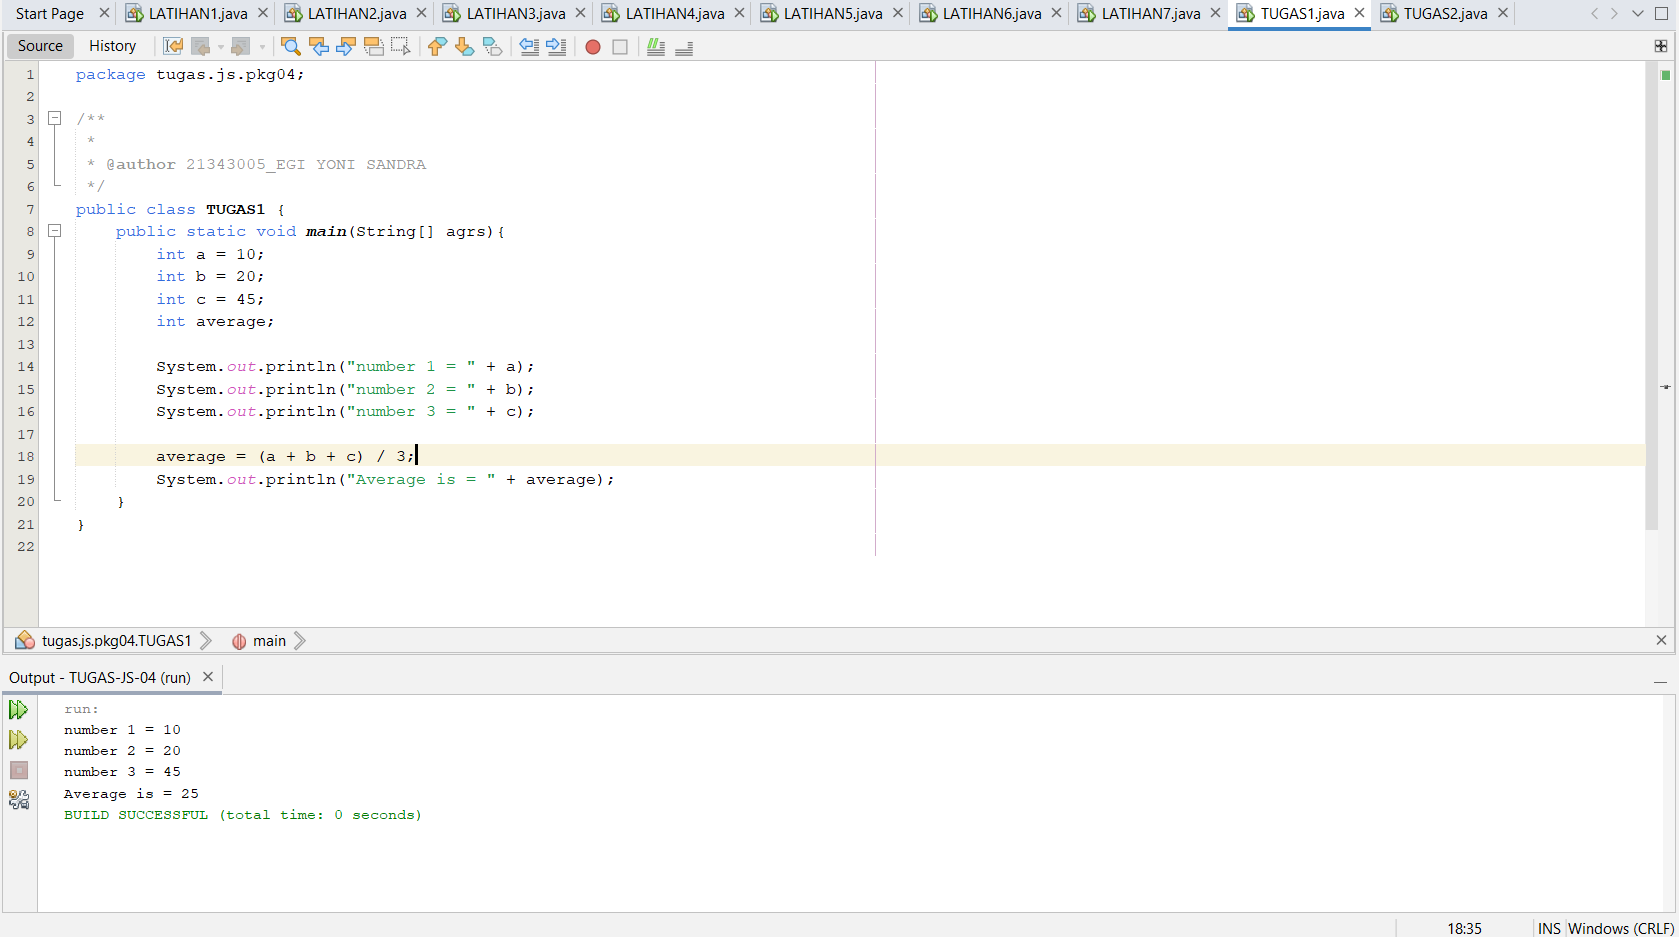 Start Page LATIHAN1.java LATIHAN2.java LATIHAN3.java LATIHAN4.java LATIHAN5.java LATIHAN6.java LATIHAN7.java TUGAS1.java TUGAS2.java
Source History
1 package tugas.js.pkg04;
2
3 /**
4 *
5 * @author 21343005_EGI YONI SANDRA
6 */
7 public class TUGAS1 {
8 public static void main(String[] agrs){
9 int a = 10;
10 int b = 20;
11 int c = 45;
12 int average;
13
14 System.out.println("number 1 = " + a);
15 System.out.println("number 2 = " + b);
16 System.out.println("number 3 = " + c);
17
18 average = (a + b + c) / 3;
19 System.out.println("Average is = " + average);
20 }
21 }
22
tugas.js.pkg04.TUGAS1 main
Output - TUGAS-JS-04 (run)
run:
number 1 = 10
number 2 = 20
number 3 = 45
Average is = 25
BUILD SUCCESSFUL (total time: 0 seconds)
18:35 INS Windows (CRLF)